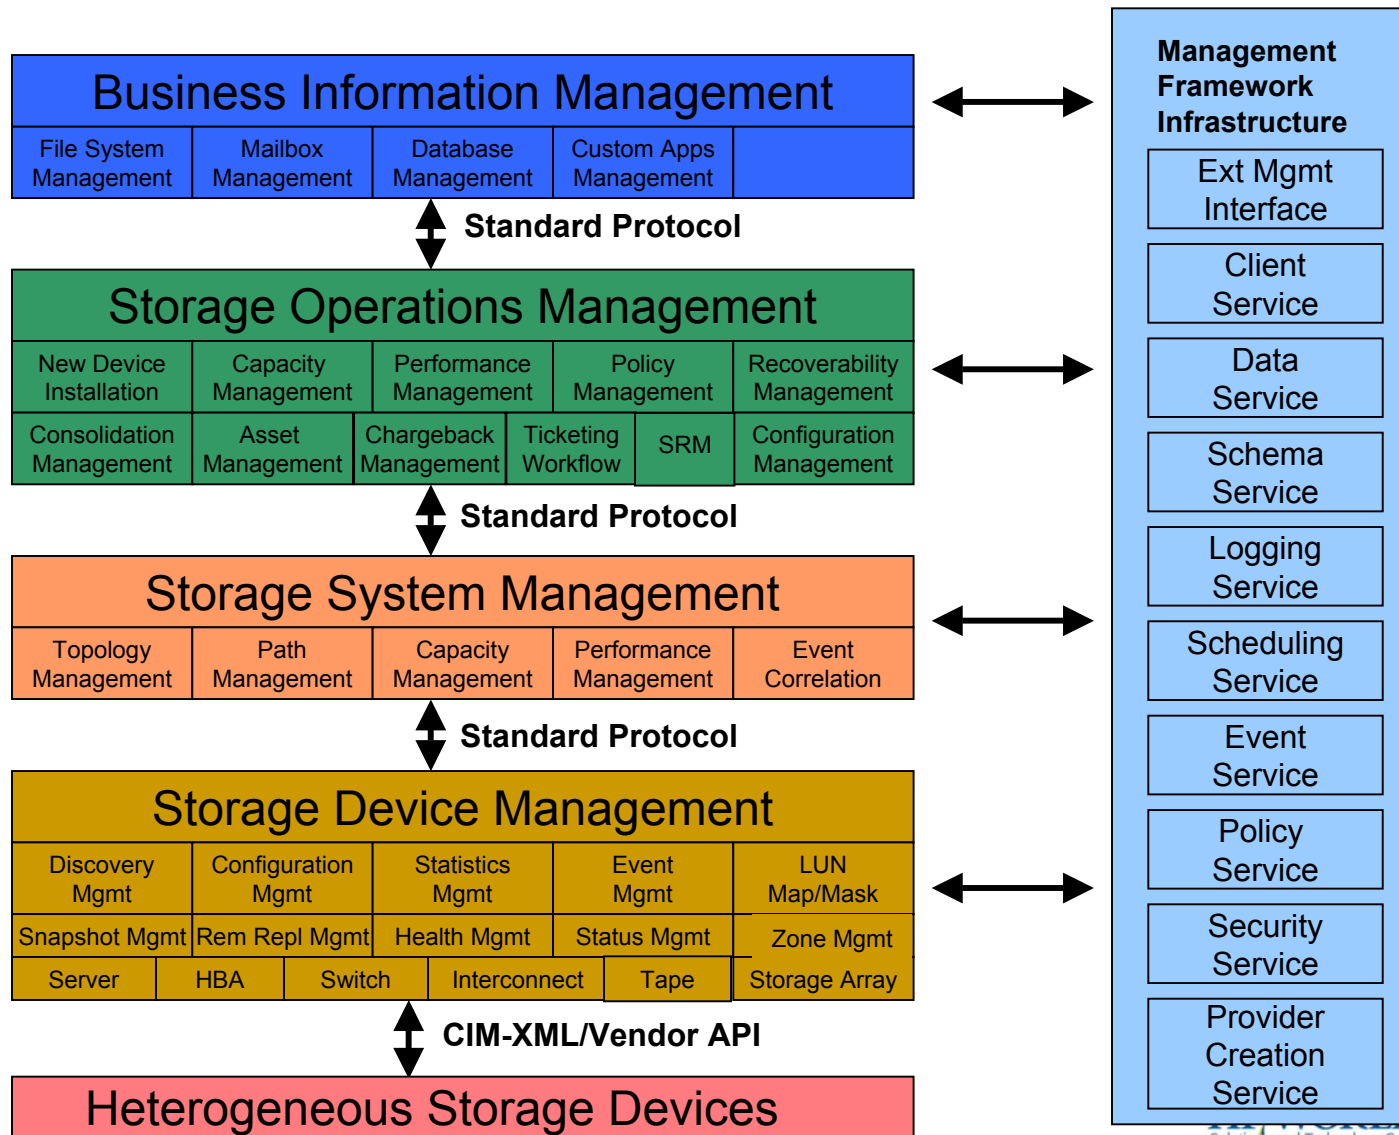 Business Information Management
File System
Management
Mailbox
Management
Database
Management
Custom Apps
Management
Standard Protocol
Storage Operations Management
New Device
Installation
Capacity
Management
Performance
Management
Policy
Management
Recoverability
Management
Consolidation
Management
Asset
Management
Chargeback
Management
Ticketing
Workflow
SRM
Configuration
Management
Standard Protocol
Storage System Management
Topology
Management
Path
Management
Capacity
Management
Performance
Management
Event
Correlation
Standard Protocol
Storage Device Management
Discovery
Mgmt
Configuration
Mgmt
Statistics
Mgmt
Event
Mgmt
LUN
Map/Mask
Snapshot Mgmt
Rem Repl Mgmt
Health Mgmt
Status Mgmt
Zone Mgmt
Server
HBA
Switch
Interconnect
Tape
Storage Array
CIM-XML/Vendor API
Heterogeneous Storage Devices
Management
Framework
Infrastructure
Ext Mgmt
Interface
Client
Service
Data
Service
Schema
Service
Logging
Service
Scheduling
Service
Event
Service
Policy
Service
Security
Service
Provider
Creation
Service